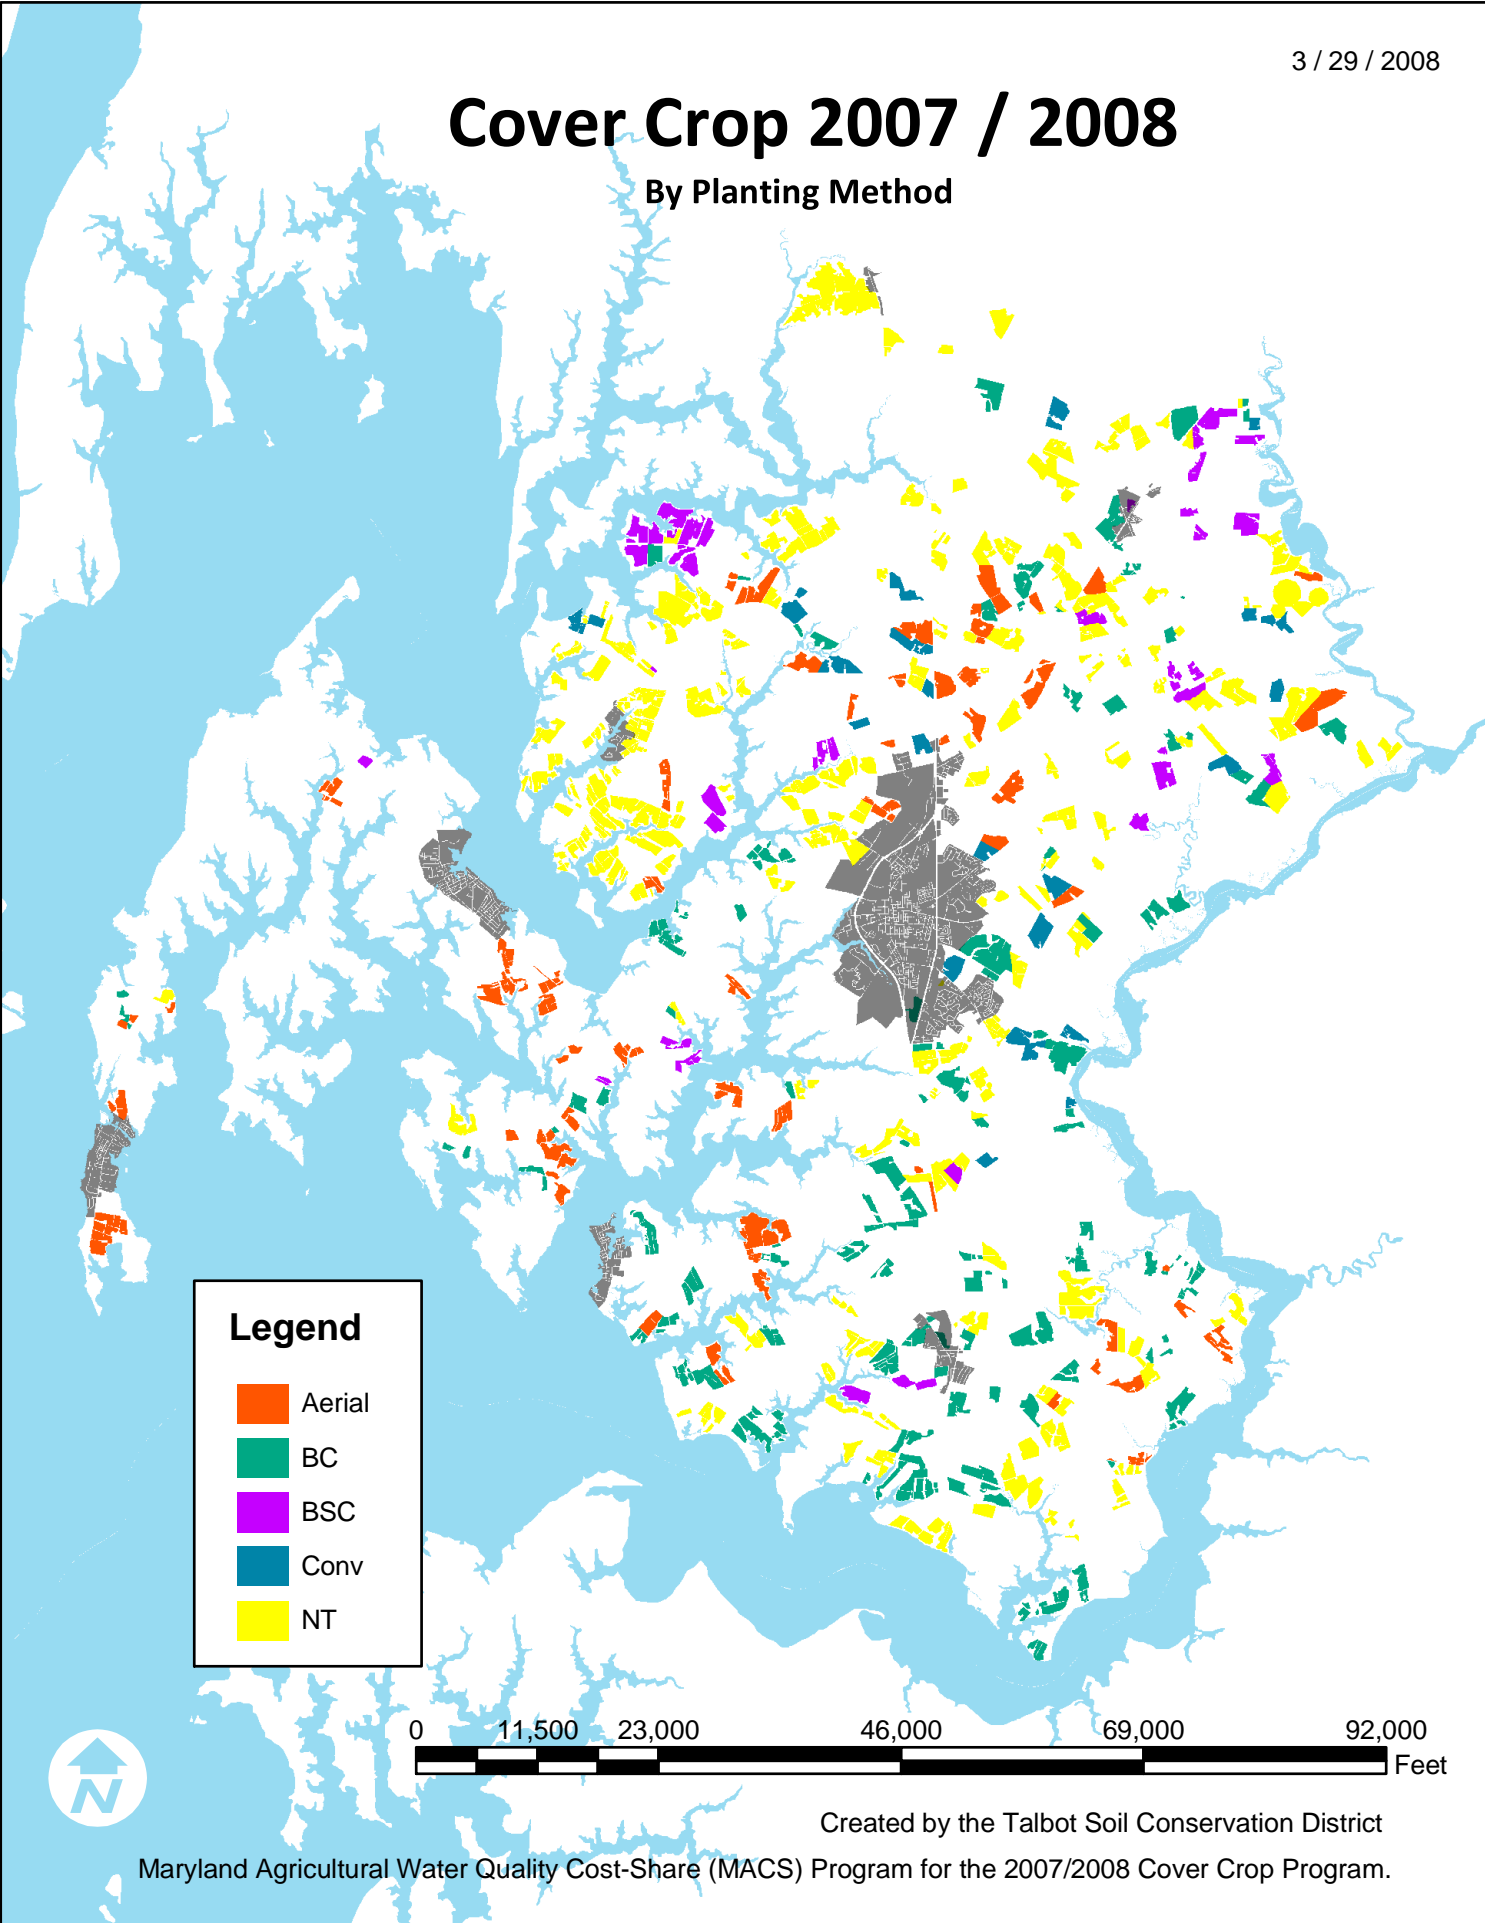 3 / 29 / 2008
Cover Crop 2007 / 2008
By Planting Method
Legend
Aerial
BC
BSC
Conv
NT
0 11,500 23,000 46,000 69,000 92,000
Feet
N
Created by the Talbot Soil Conservation District
Maryland Agricultural Water Quality Cost-Share (MACS) Program for the 2007/2008 Cover Crop Program.